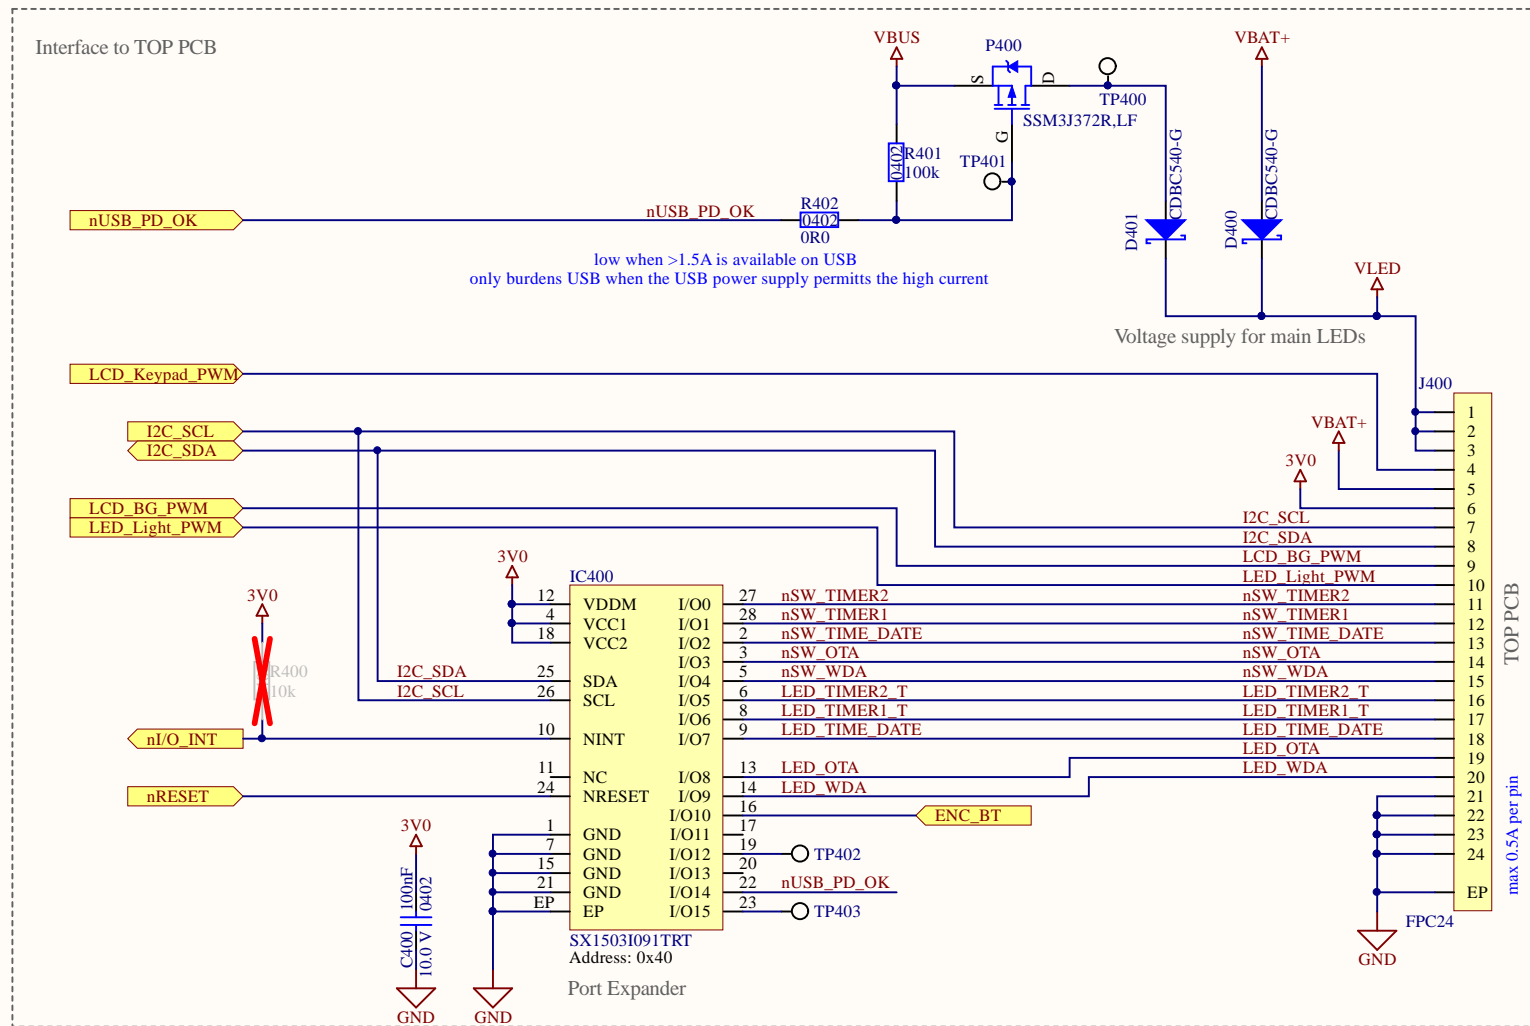 Interface to TOP PCB
VBUS
P400
S
D
G
SSM3J372R,LF
TP400
VBAT+
R401
0402
100k
TP401
CDBC540-G
D401
CDBC540-G
D400
nUSB_PD_OK
nUSB_PD_OK
R402
0402
0R0
low when >1.5A is available on USB
only burdens USB when the USB power supply permitts the high current
VLED
Voltage supply for main LEDs
LCD_Keypad_PWM
I2C_SCL
I2C_SDA
LCD_BG_PWM
LED_Light_PWM
J400
VBAT+
3V0
1
2
3
4
5
6
I2C_SCL 7
I2C_SDA 8
LCD_BG_PWM 9
LED_Light_PWM 10
nSW_TIMER2 11
nSW_TIMER1 12
nSW_TIME_DATE 13
nSW_OTA 14
nSW_WDA 15
LED_TIMER2_T 16
LED_TIMER1_T 17
LED_TIME_DATE 18
LED_OTA 19
LED_WDA 20
21
22
23
24
EP
FPC24
GND
TOP PCB
max 0.5A per pin
3V0
R400
10k
nI/O_INT
nRESET
3V0
IC400
12 VDDM
4 VCC1
18 VCC2
I2C_SDA 25 SDA
I2C_SCL 26 SCL
10 NINT
11 NC
24 NRESET
1 GND
7 GND
15 GND
21 GND
EP EP
I/O0 27 nSW_TIMER2
I/O1 28 nSW_TIMER1
I/O2 2 nSW_TIME_DATE
I/O3 3 nSW_OTA
I/O4 5 nSW_WDA
I/O5 6 LED_TIMER2_T
I/O6 8 LED_TIMER1_T
I/O7 9 LED_TIME_DATE
I/O8 13 LED_OTA
I/O9 14 LED_WDA
I/O10 16 ENC_BT
I/O11 17
I/O12 19 TP402
I/O13 20
I/O14 22 nUSB_PD_OK
I/O15 23 TP403
SX1503I091TRT
Address: 0x40
Port Expander
3V0
C400 100nF
10.0 V 0402
GND
GND